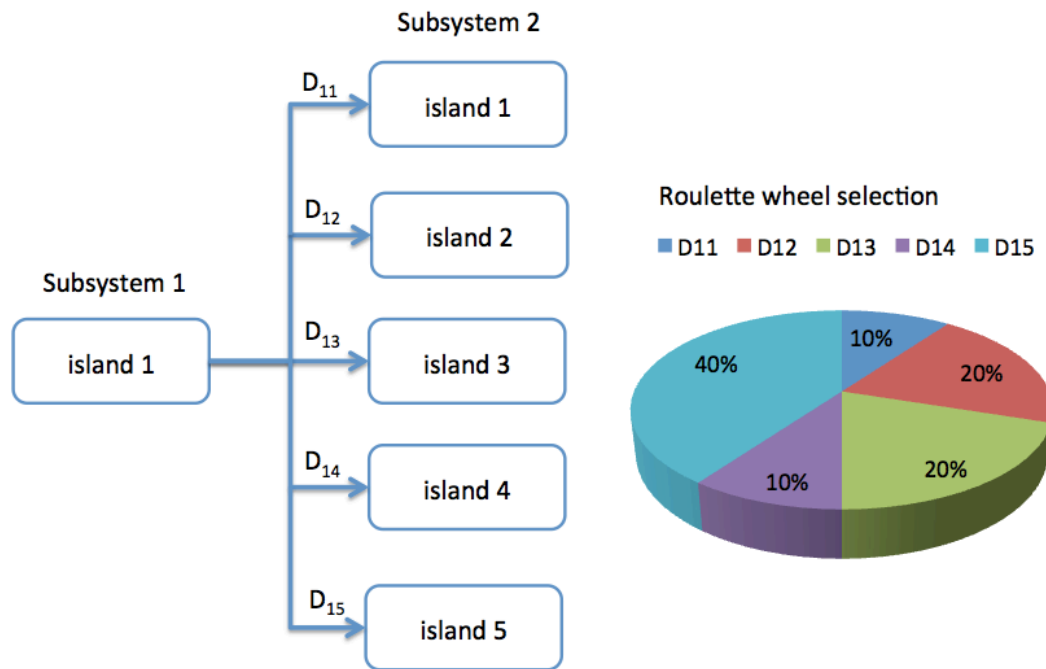 Subsystem 2
D11
island 1
D12
island 2
Subsystem 1
island 1
D13
island 3
D14
island 4
D15
island 5
Roulette wheel selection
D11 D12 D13 D14 D15
10%
20%
20%
10%
40%